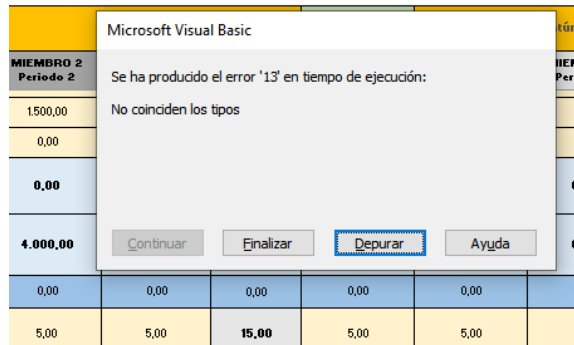 Microsoft Visual Basic
MIEMBRO 2
Periodo 2
Se ha producido el error '13' en tiempo de ejecución:
No coinciden los tipos
1.500,00
0,00
0,00
4.000,00
Continuar Finalizar Depurar Ayuda
0,00 0,00 0,00 0,00 0,00
5,00 5,00 15,00 5,00 5,00